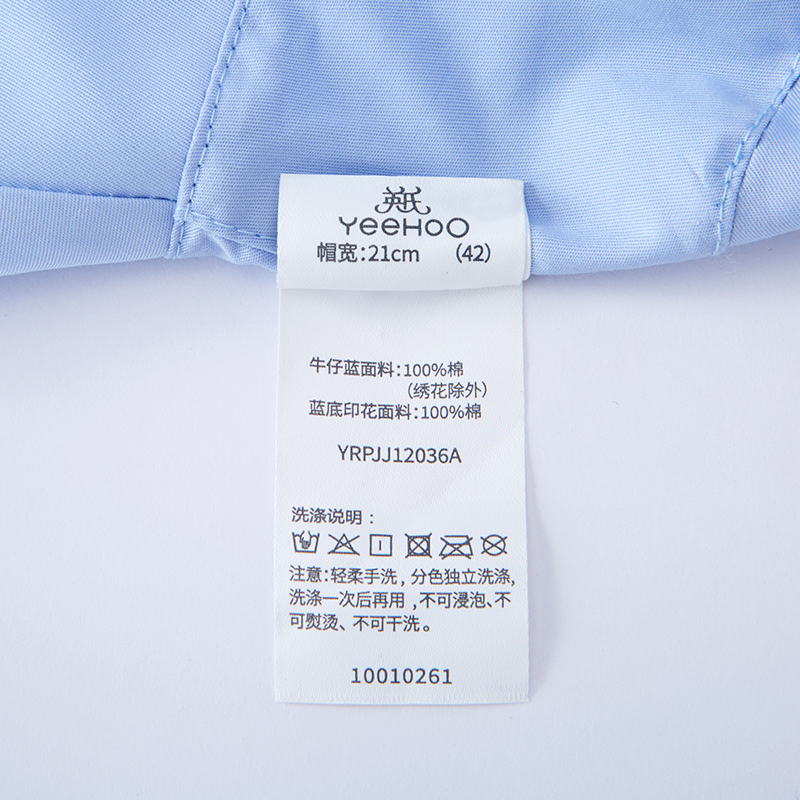 英氏
YEEHOO
帽宽:21cm (42)
牛仔蓝面料:100%棉
(绣花除外)
蓝底印花面料:100%棉
YRPJJ12036A
洗涤说明:
注意:轻柔手洗,分色独立洗涤,
洗涤一次后再用,不可浸泡、不
可熨烫、不可干洗。
10010261